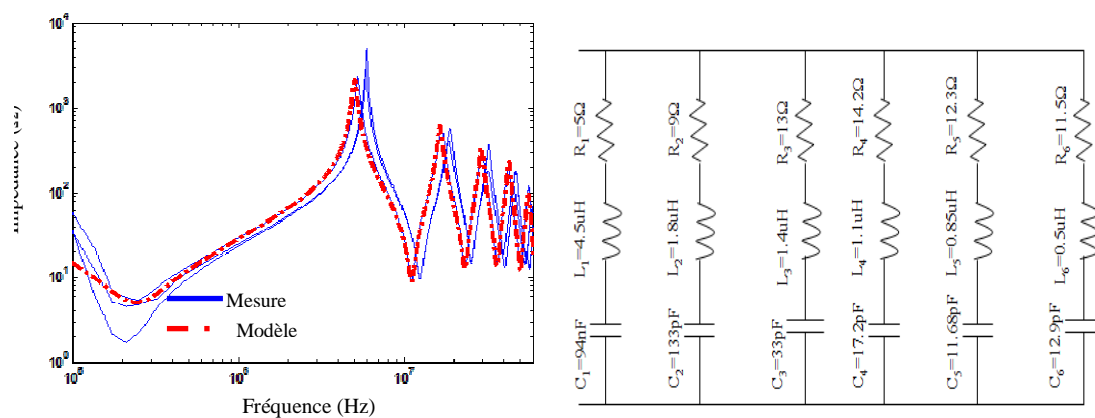 10⁴
10³
10²
10¹
10⁰
10⁵
10⁶
10⁷
Mesure
Modèle
Fréquence (Hz)
R₁=5Ω
L₁=4.5uH
C₁=94nF
R₂=9Ω
L₂=1.8uH
C₂=133pF
R₃=13Ω
L₃=1.4uH
C₃=33pF
R₄=14.2Ω
L₄=1.1uH
C₄=17.2pF
R₅=12.3Ω
L₅=0.85uH
C₅=11.68pF
R₆=11.5Ω
L₆=0.5uH
C₆=12.9pF